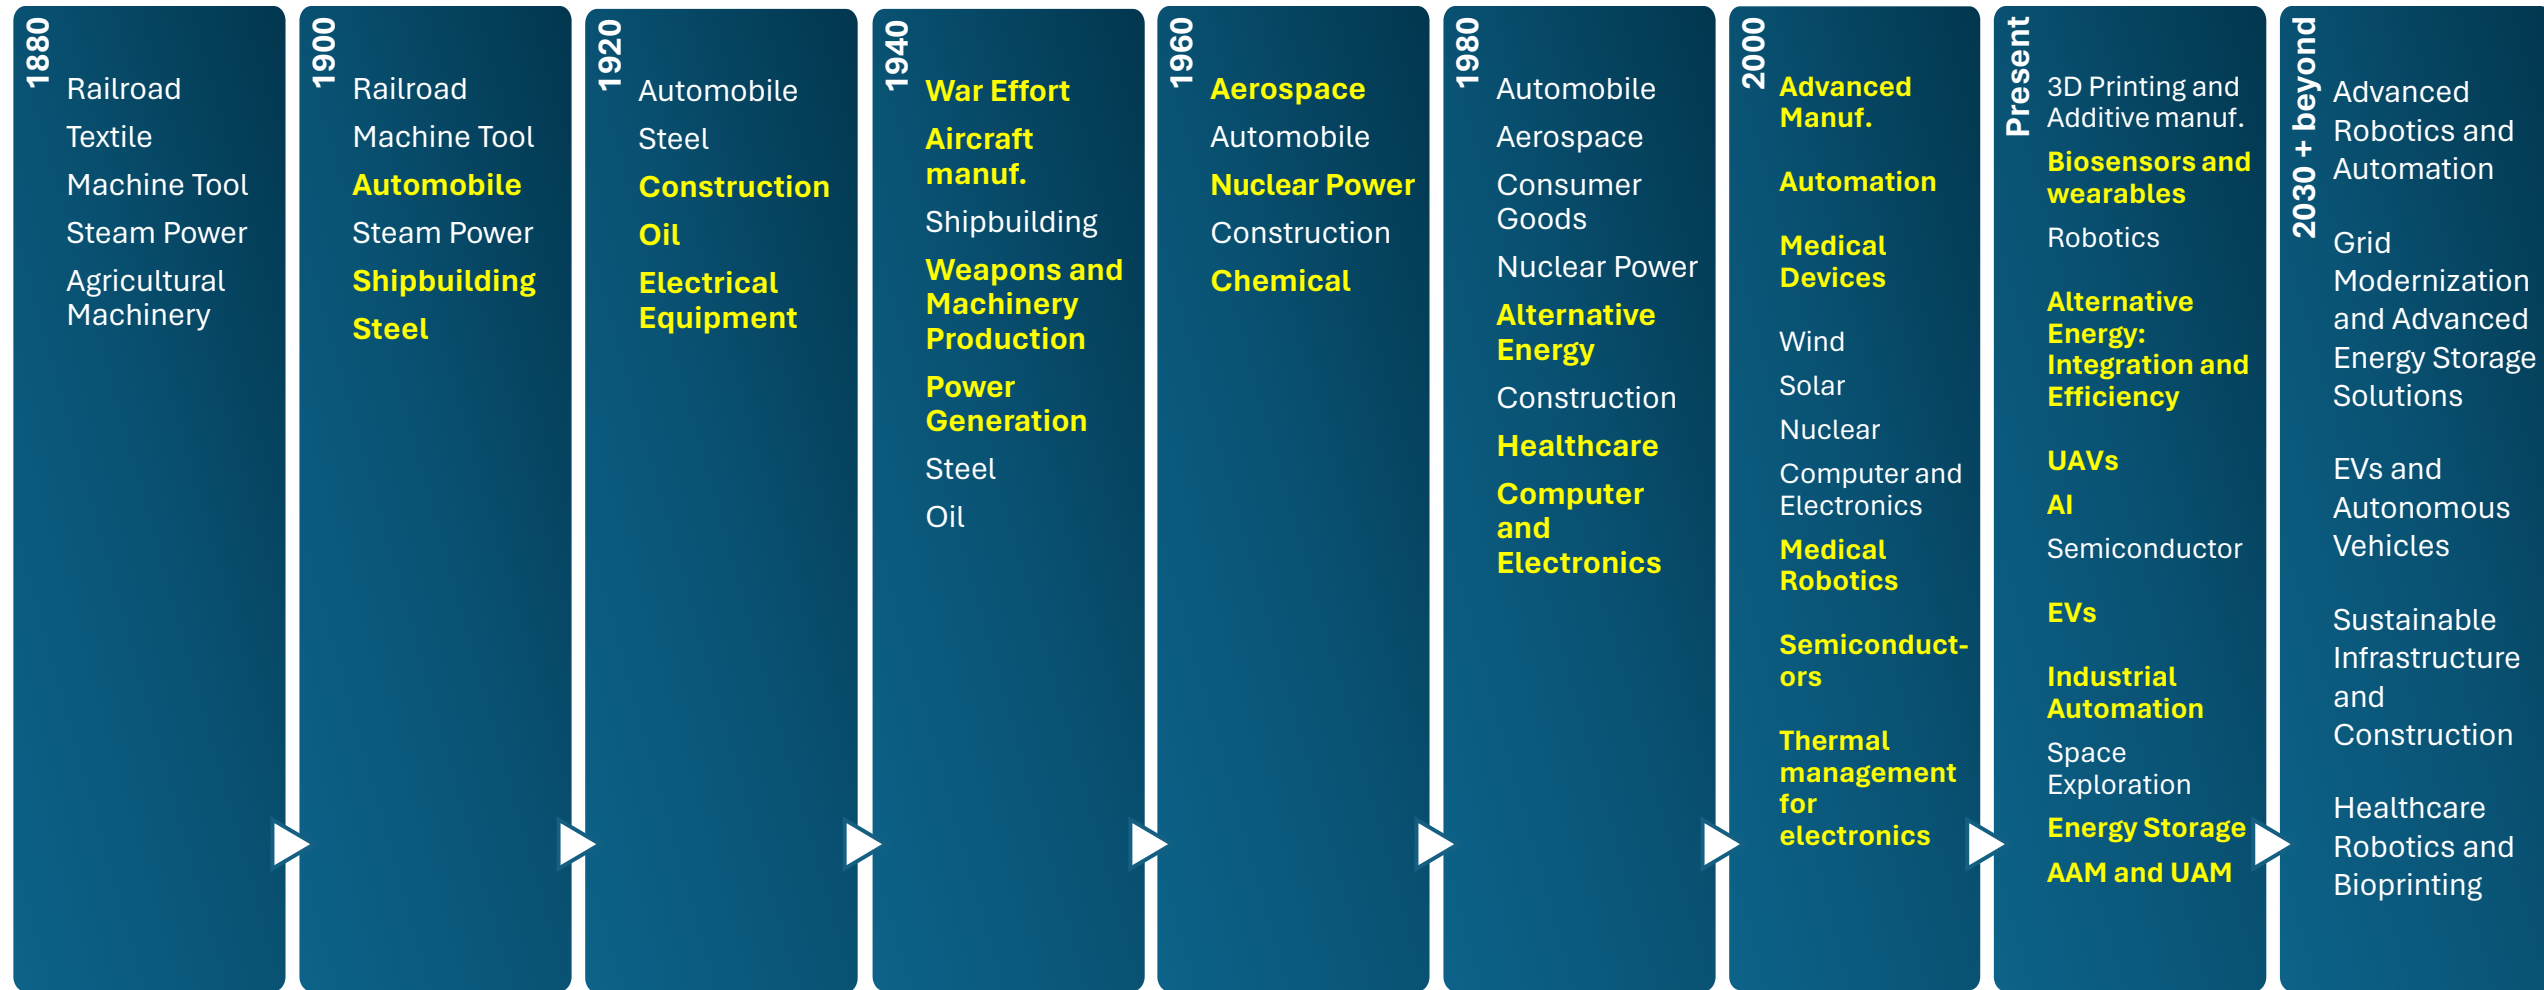 1880
Railroad
Textile
Machine Tool
Steam Power
Agricultural
Machinery
1900
Railroad
Machine Tool
Automobile
Steam Power
Shipbuilding
Steel
1920
Automobile
Steel
Construction
Oil
Electrical
Equipment
1940
War Effort
Aircraft
manuf.
Shipbuilding
Weapons and
Machinery
Production
Power
Generation
Steel
Oil
1960
Aerospace
Automobile
Nuclear Power
Construction
Chemical
1980
Automobile
Aerospace
Consumer
Goods
Nuclear Power
Alternative
Energy
Construction
Healthcare
Computer
and
Electronics
2000
Advanced
Manuf.
Automation
Medical
Devices
Wind
Solar
Nuclear
Computer and
Electronics
Medical
Robotics
Semiconduct-
ors
Thermal
management
for
electronics
Present
3D Printing and
Additive manuf.
Biosensors and
wearables
Robotics
Alternative
Energy:
Integration and
Efficiency
UAVs
AI
Semiconductor
EVs
Industrial
Automation
Space
Exploration
Energy Storage
AAM and UAM
2030 + beyond
Advanced
Robotics and
Automation
Grid
Modernization
and Advanced
Energy Storage
Solutions
EVs and
Autonomous
Vehicles
Sustainable
Infrastructure
and
Construction
Healthcare
Robotics and
Bioprinting